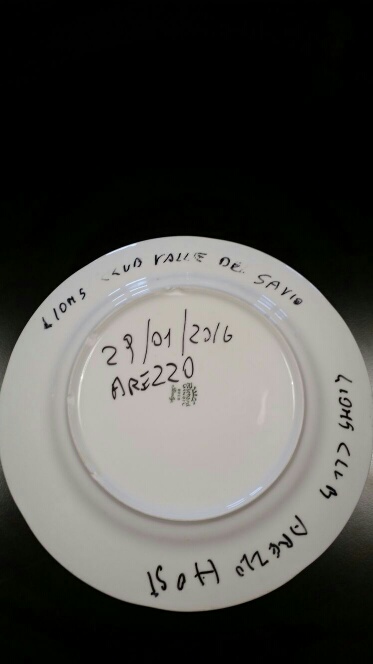 LIONS CLUB VALLE DEL SAVIO
29/01/2016
AREZZO
LIONS CLUB AREZZO HOST